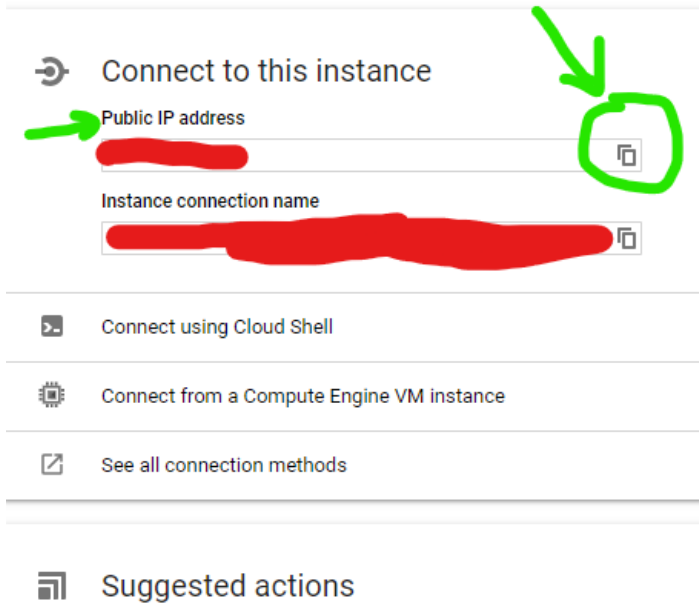 Connect to this instance
Public IP address
Instance connection name
Connect using Cloud Shell
Connect from a Compute Engine VM instance
See all connection methods
Suggested actions